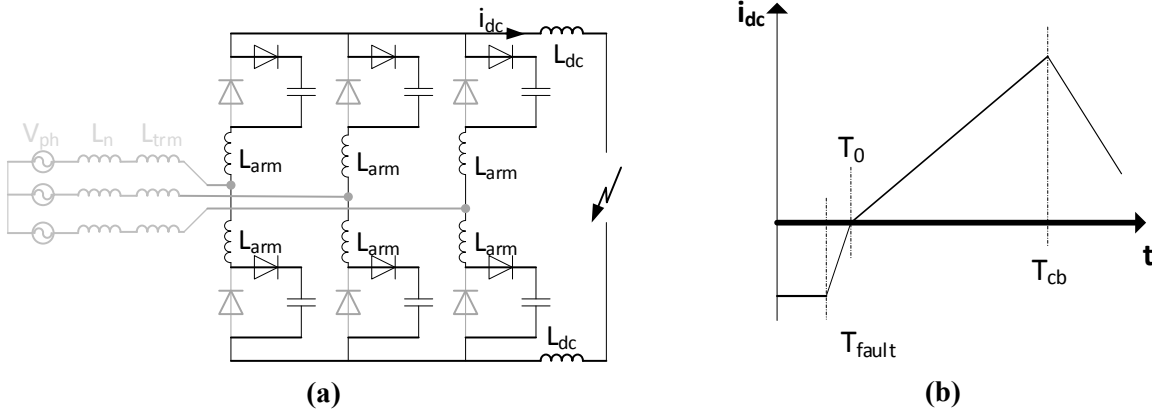 i_dc
L_dc
V_ph L_n L_trm
L_arm L_arm L_arm
L_arm L_arm L_arm
L_dc
(a)
i_dc
T_0
T_cb
t
T_fault
(b)